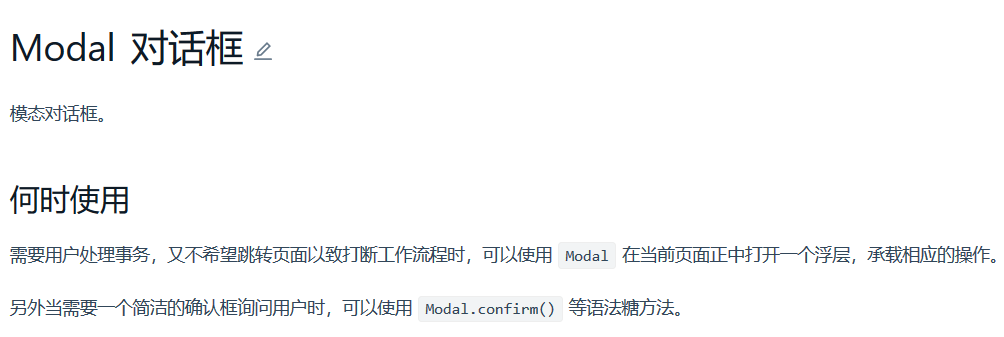 Modal 对话框
模态对话框。
何时使用
需要用户处理事务，又不希望跳转页面以致打断工作流程时，可以使用 Modal 在当前页面正中打开一个浮层，承载相应的操作。
另外当需要一个简洁的确认框询问用户时，可以使用 Modal.confirm() 等语法糖方法。